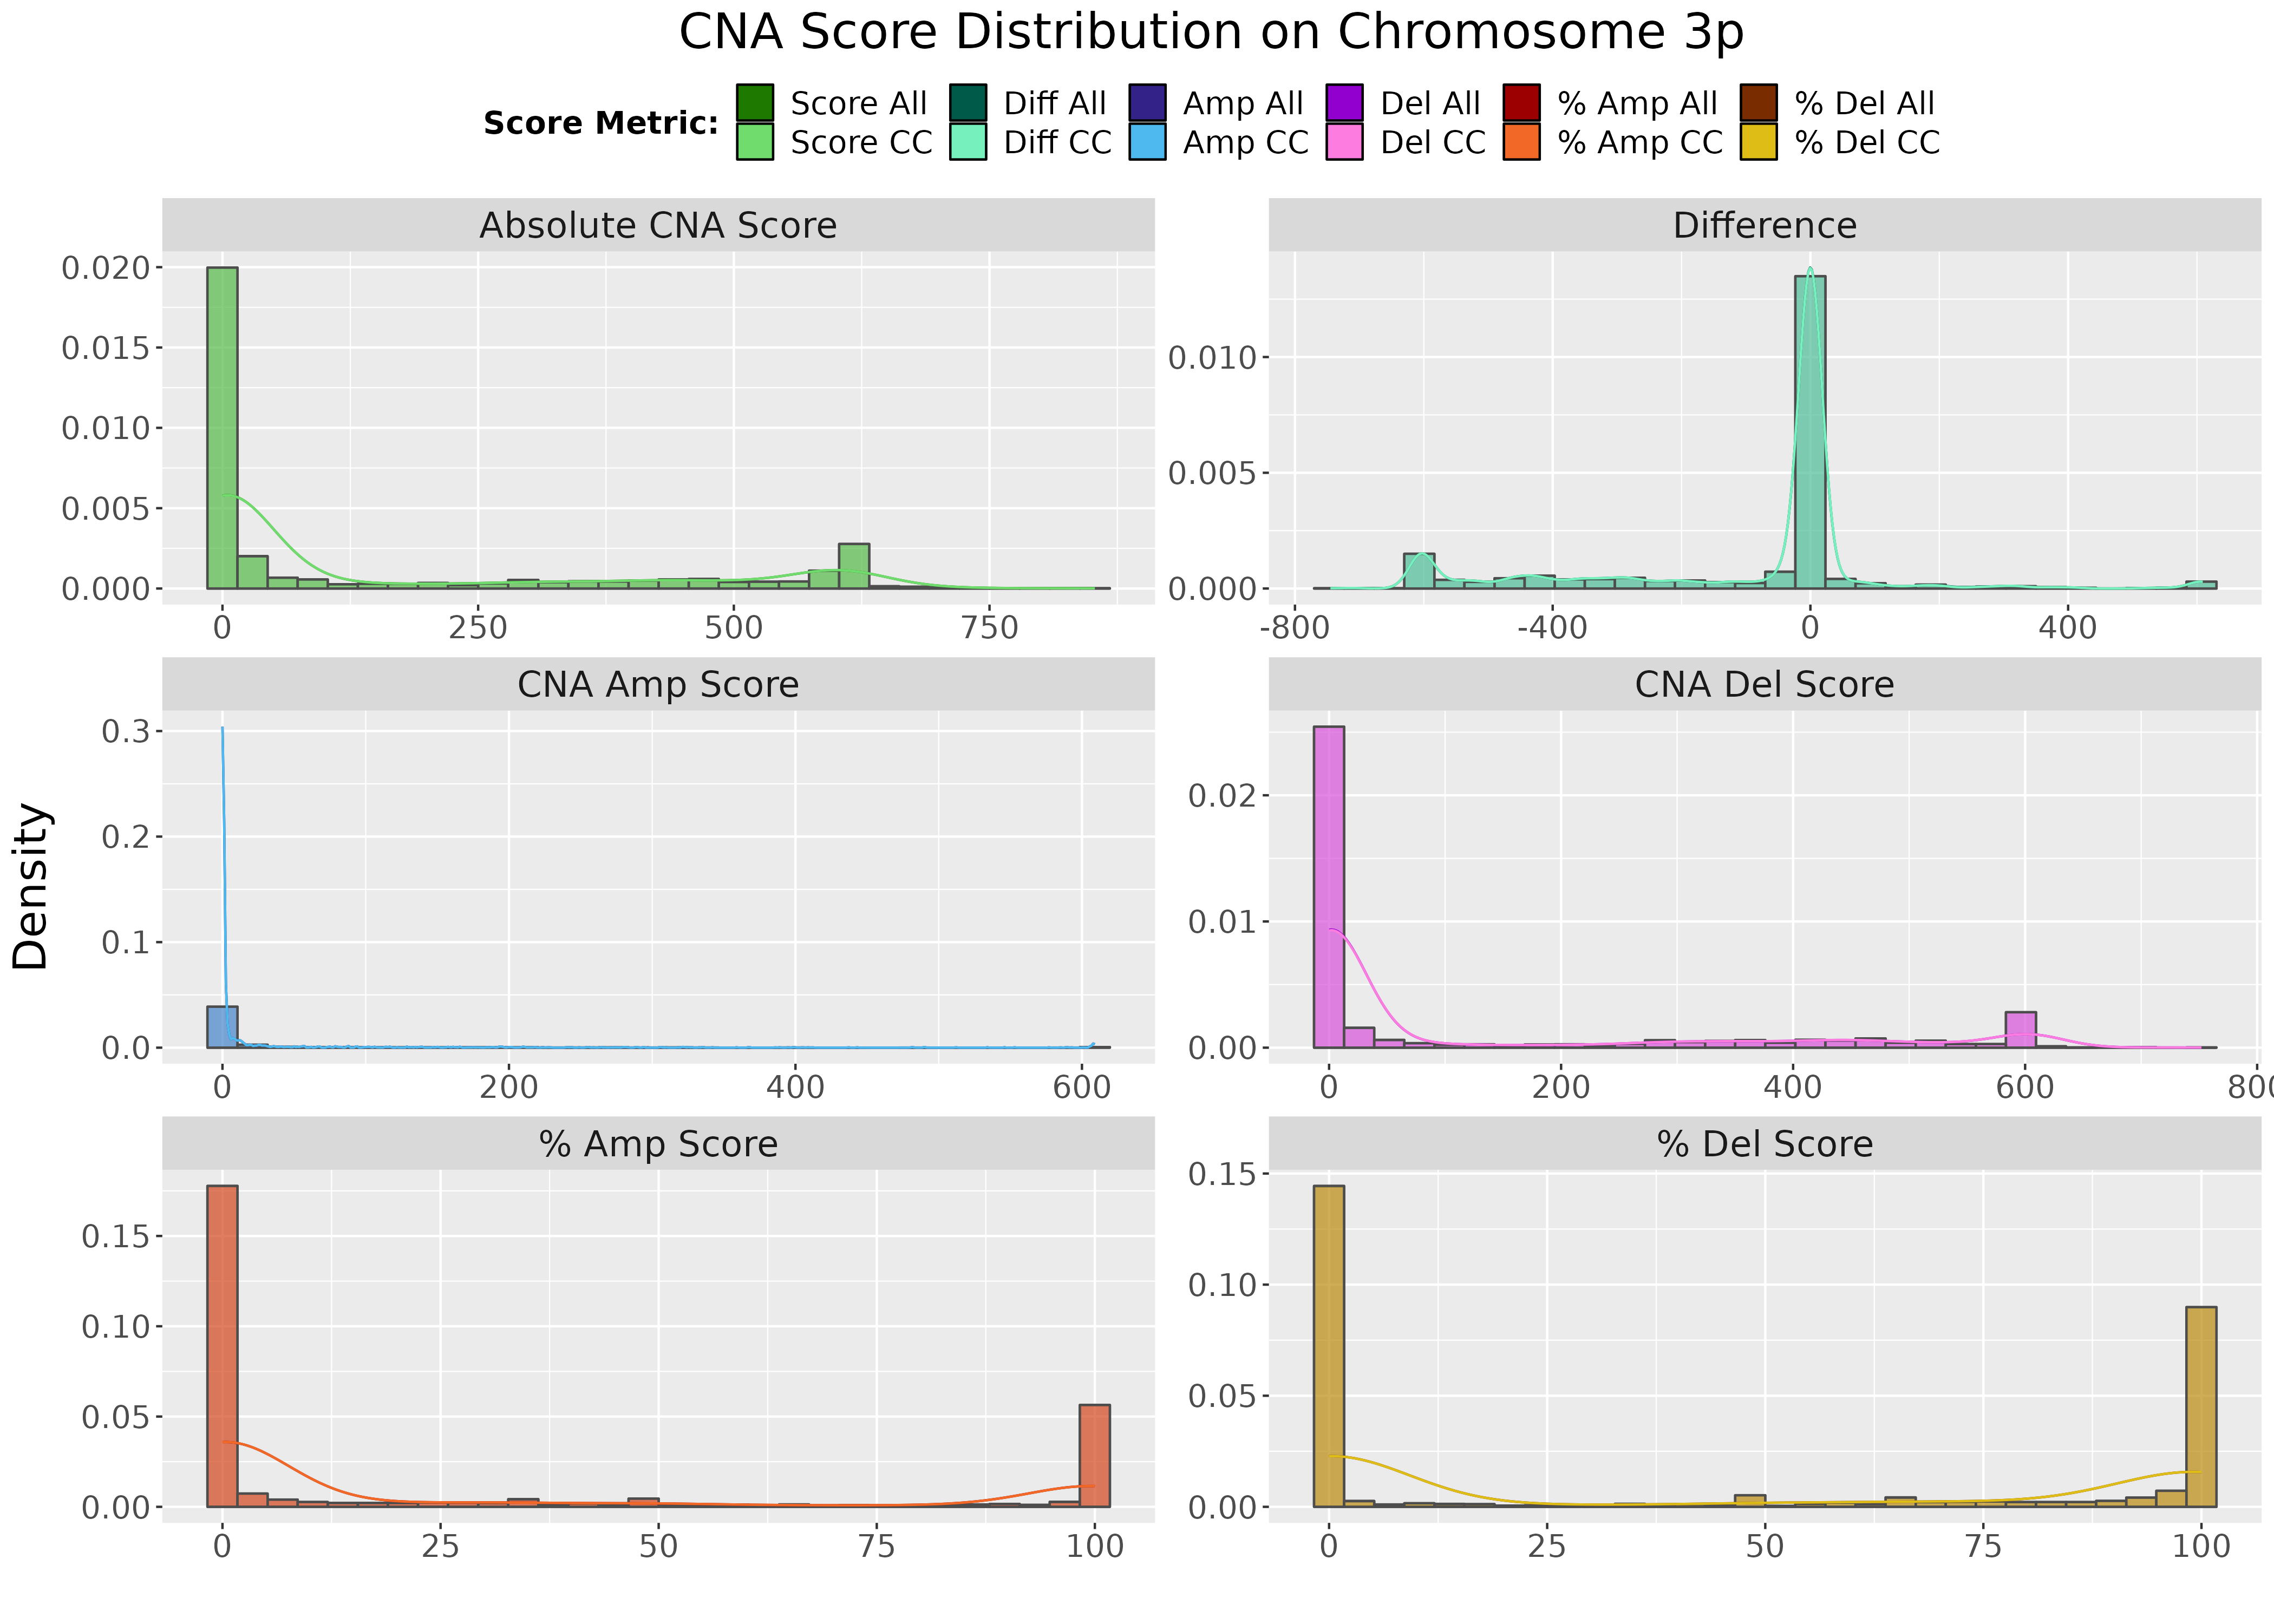 CNA Score Distribution on Chromosome 3p
Score Metric:
Score All Diff All Amp All Del All % Amp All % Del All
Score CC Diff CC Amp CC Del CC % Amp CC % Del CC
Absolute CNA Score
0.020
0.015
0.010
0.005
0.000
0 250 500 750
Difference
0.010
0.005
0.000
-800 -400 0 400
Density
CNA Amp Score
0.3
0.2
0.1
0.0
0 200 400 600
CNA Del Score
0.02
0.01
0.00
0 200 400 600 800
% Amp Score
0.15
0.10
0.05
0.00
0 25 50 75 100
% Del Score
0.15
0.10
0.05
0.00
0 25 50 75 100